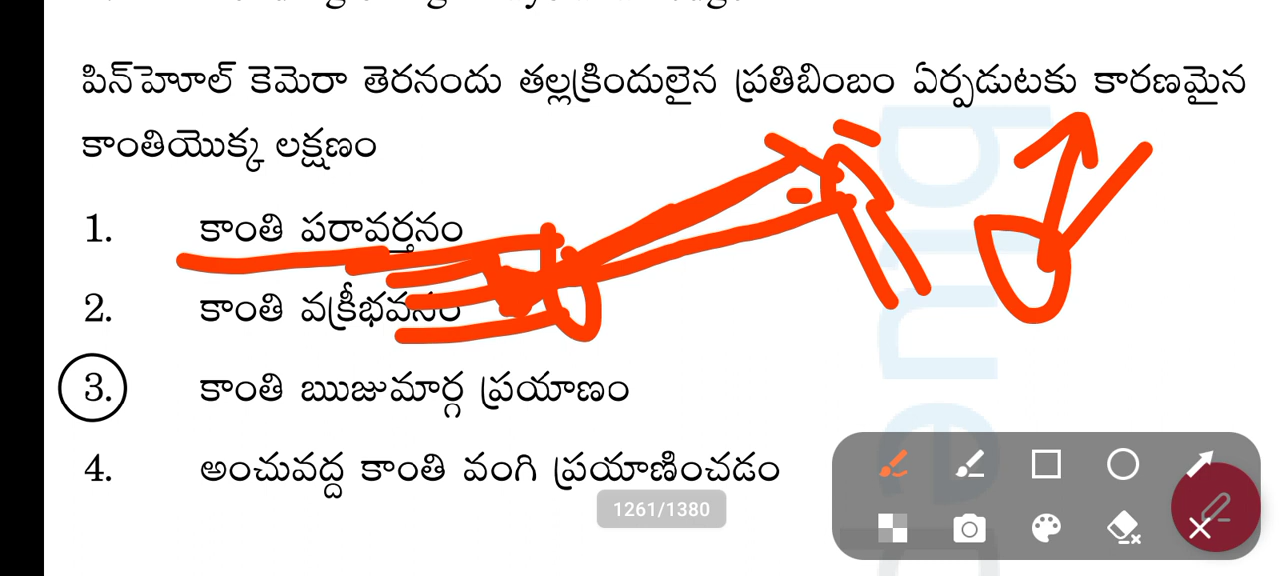 పిన్‌హోల్ కెమెరా తెరనందు తల్లక్రిందులైన ప్రతిబింబం ఏర్పడుటకు కారణమైన
కాంతియొక్క లక్షణం
1. కాంతి పరావర్తనం
2. కాంతి వక్రీభవనం
3. కాంతి ఋజుమార్గ ప్రయాణం
4. అంచువద్ద కాంతి వంగి ప్రయాణించడం
1261/1380